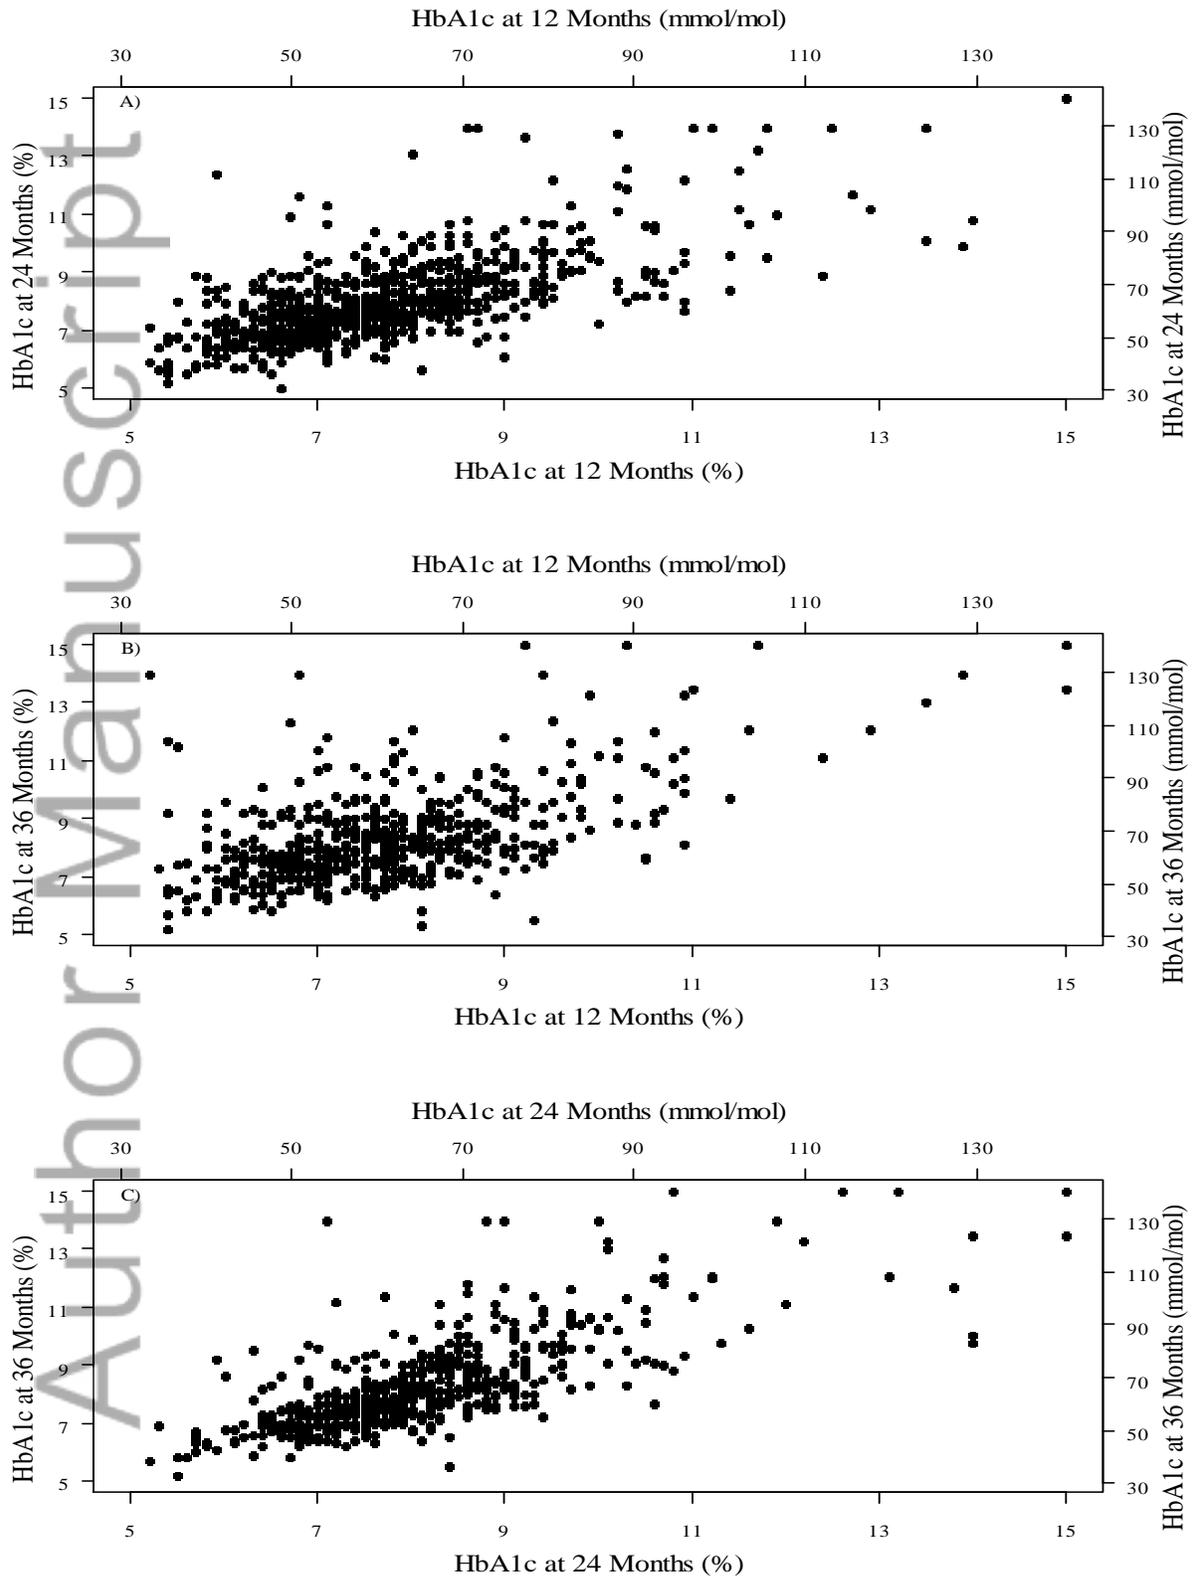 HbA1c at 12 Months (mmol/mol)
30 50 70 90 110 130
A)
HbA1c at 24 Months (%)
15
13
11
9
7
5
HbA1c at 24 Months (mmol/mol)
130
110
90
70
50
30
5 7 9 11 13 15
HbA1c at 12 Months (%)
HbA1c at 12 Months (mmol/mol)
30 50 70 90 110 130
B)
HbA1c at 36 Months (%)
15
13
11
9
7
5
HbA1c at 36 Months (mmol/mol)
130
110
90
70
50
30
5 7 9 11 13 15
HbA1c at 12 Months (%)
HbA1c at 24 Months (mmol/mol)
30 50 70 90 110 130
C)
HbA1c at 36 Months (%)
15
13
11
9
7
5
HbA1c at 36 Months (mmol/mol)
130
110
90
70
50
30
5 7 9 11 13 15
HbA1c at 24 Months (%)
Author Manuscript